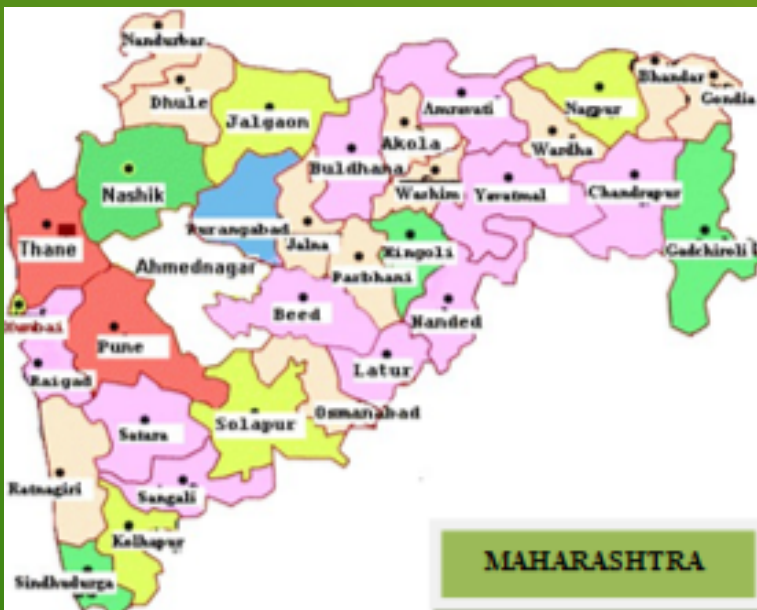 Nandurbar
Bhandar
Gondia
Dhule
Jalgaon
Amravati
Nagpur
Akola
Wardha
Buldhana
Washim
Yavatmal
Chandrapur
Nashik
Aurangabad
Jalna
Hingoli
Gadchiroli
Thane
Ahmednagar
Parbhani
Beed
Nanded
Mumbai
Pune
Raigad
Latur
Osmanabad
Satara
Solapur
Ratnagiri
Sangali
Kolhapur
Sindhudurga
MAHARASHTRA